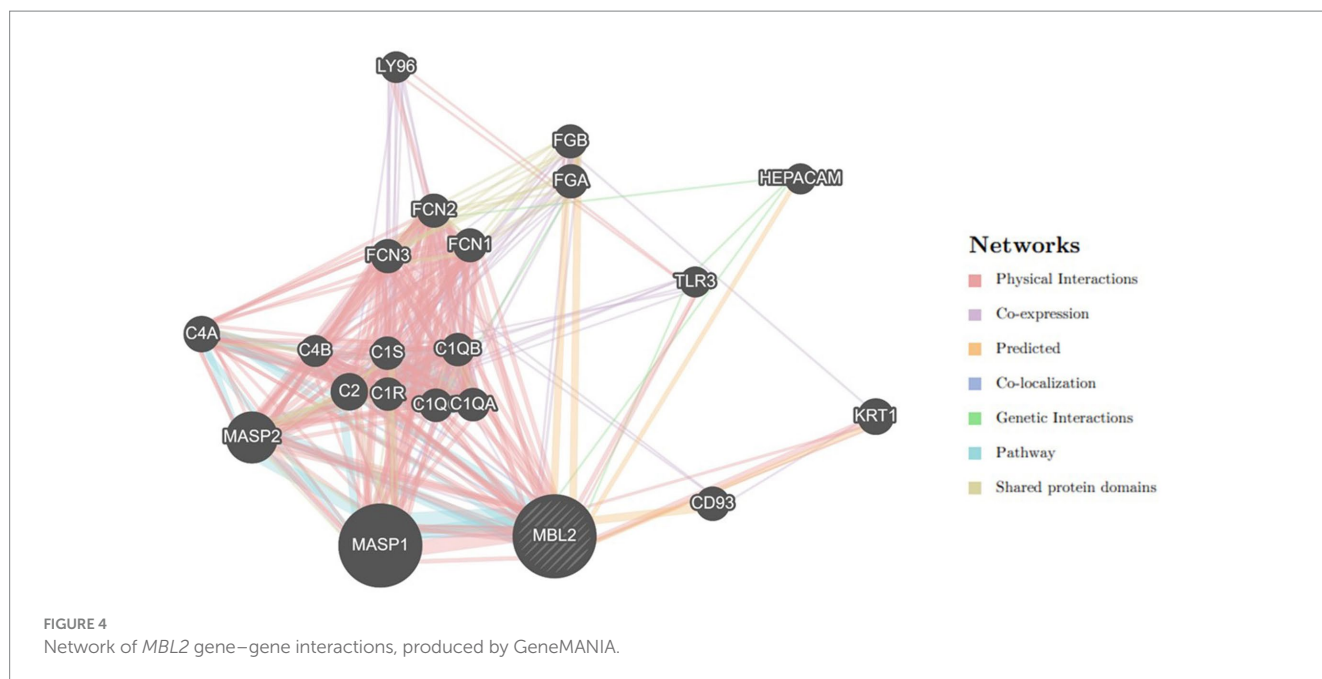 LY96
FGB
FGA
HEPACAM
FCN2
FCN1
FCN3
TLR3
C4A
C4B
C1S
C1QB
C2
C1R
C1Q
C1QA
KRT1
MASP2
CD93
MASP1
MBL2
Networks
Physical Interactions
Co-expression
Predicted
Co-localization
Genetic Interactions
Pathway
Shared protein domains
FIGURE 4
Network of MBL2 gene–gene interactions, produced by GeneMANIA.